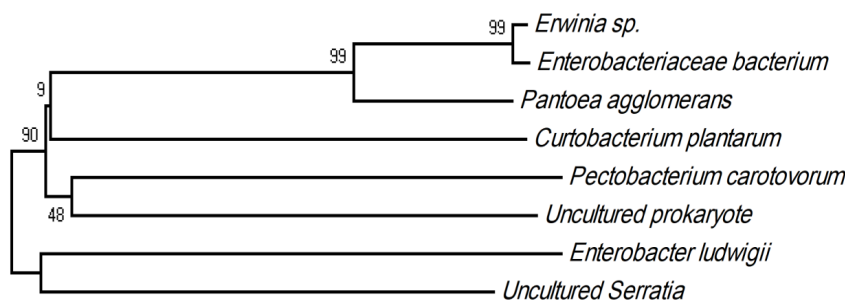 99 Erwinia sp.
99 Enterobacteriaceae bacterium
Pantoea agglomerans
9
Curtobacterium plantarum
90
Pectobacterium carotovorum
48 Uncultured prokaryote
Enterobacter ludwigii
Uncultured Serratia